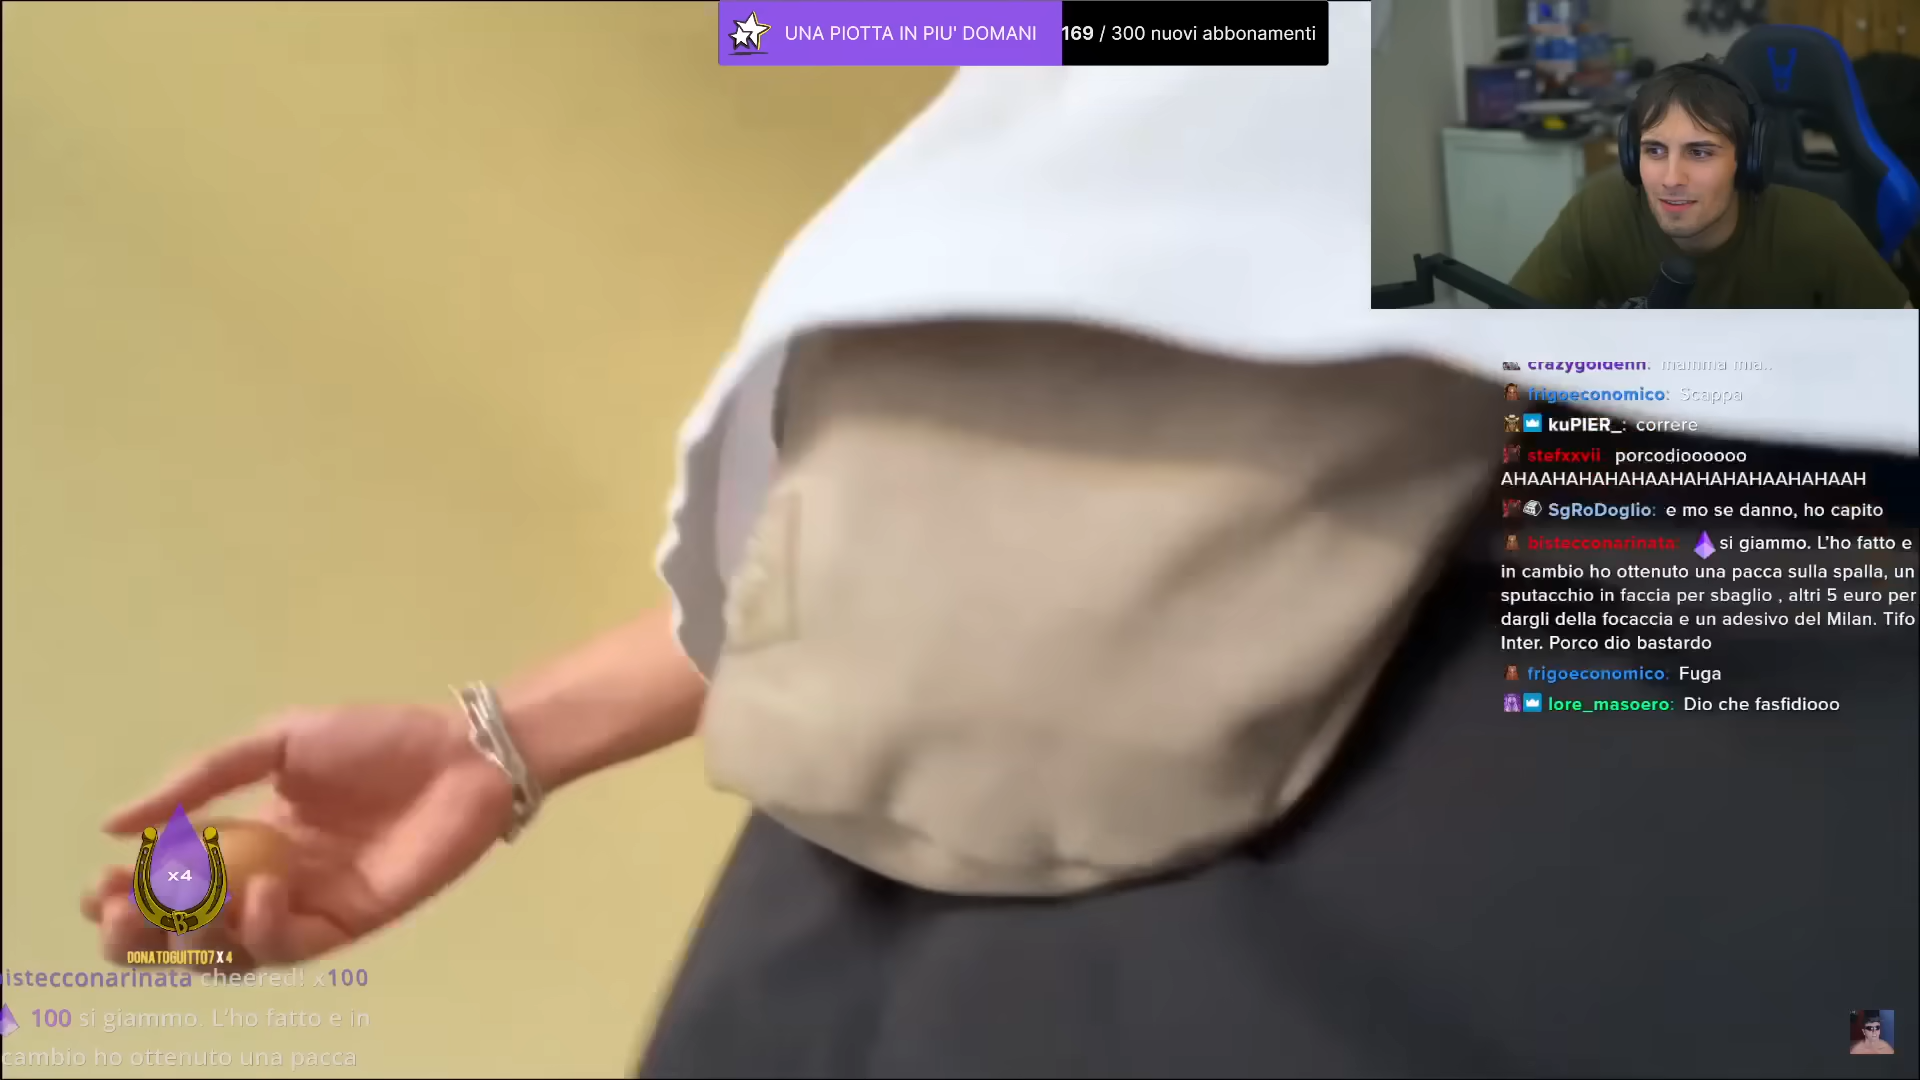 UNA PIOTTA IN PIU' DOMANI
169 / 300 nuovi abbonamenti
crazygoldenn: mamma mia..
frigoeconomico: Scappa
kuPIER_: correre
stefxxvii porcodioooooo
AHAAHAHAHAHAAHAHAHAHAAHAHAAH
SgRoDoglio: e mo se danno, ho capito
bistecconarinata: si giammo. L'ho fatto e
in cambio ho ottenuto una pacca sulla spalla, un
sputacchio in faccia per sbaglio , altri 5 euro per
dargli della focaccia e un adesivo del Milan. Tifo
Inter. Porco dio bastardo
frigoeconomico: Fuga
lore_masoero: Dio che fasfidiooo
x4
B
DONATOGUITTO7 X 4
istecconarinata cheered! x100
100 si giammo. L'ho fatto e in
cambio ho ottenuto una pacca